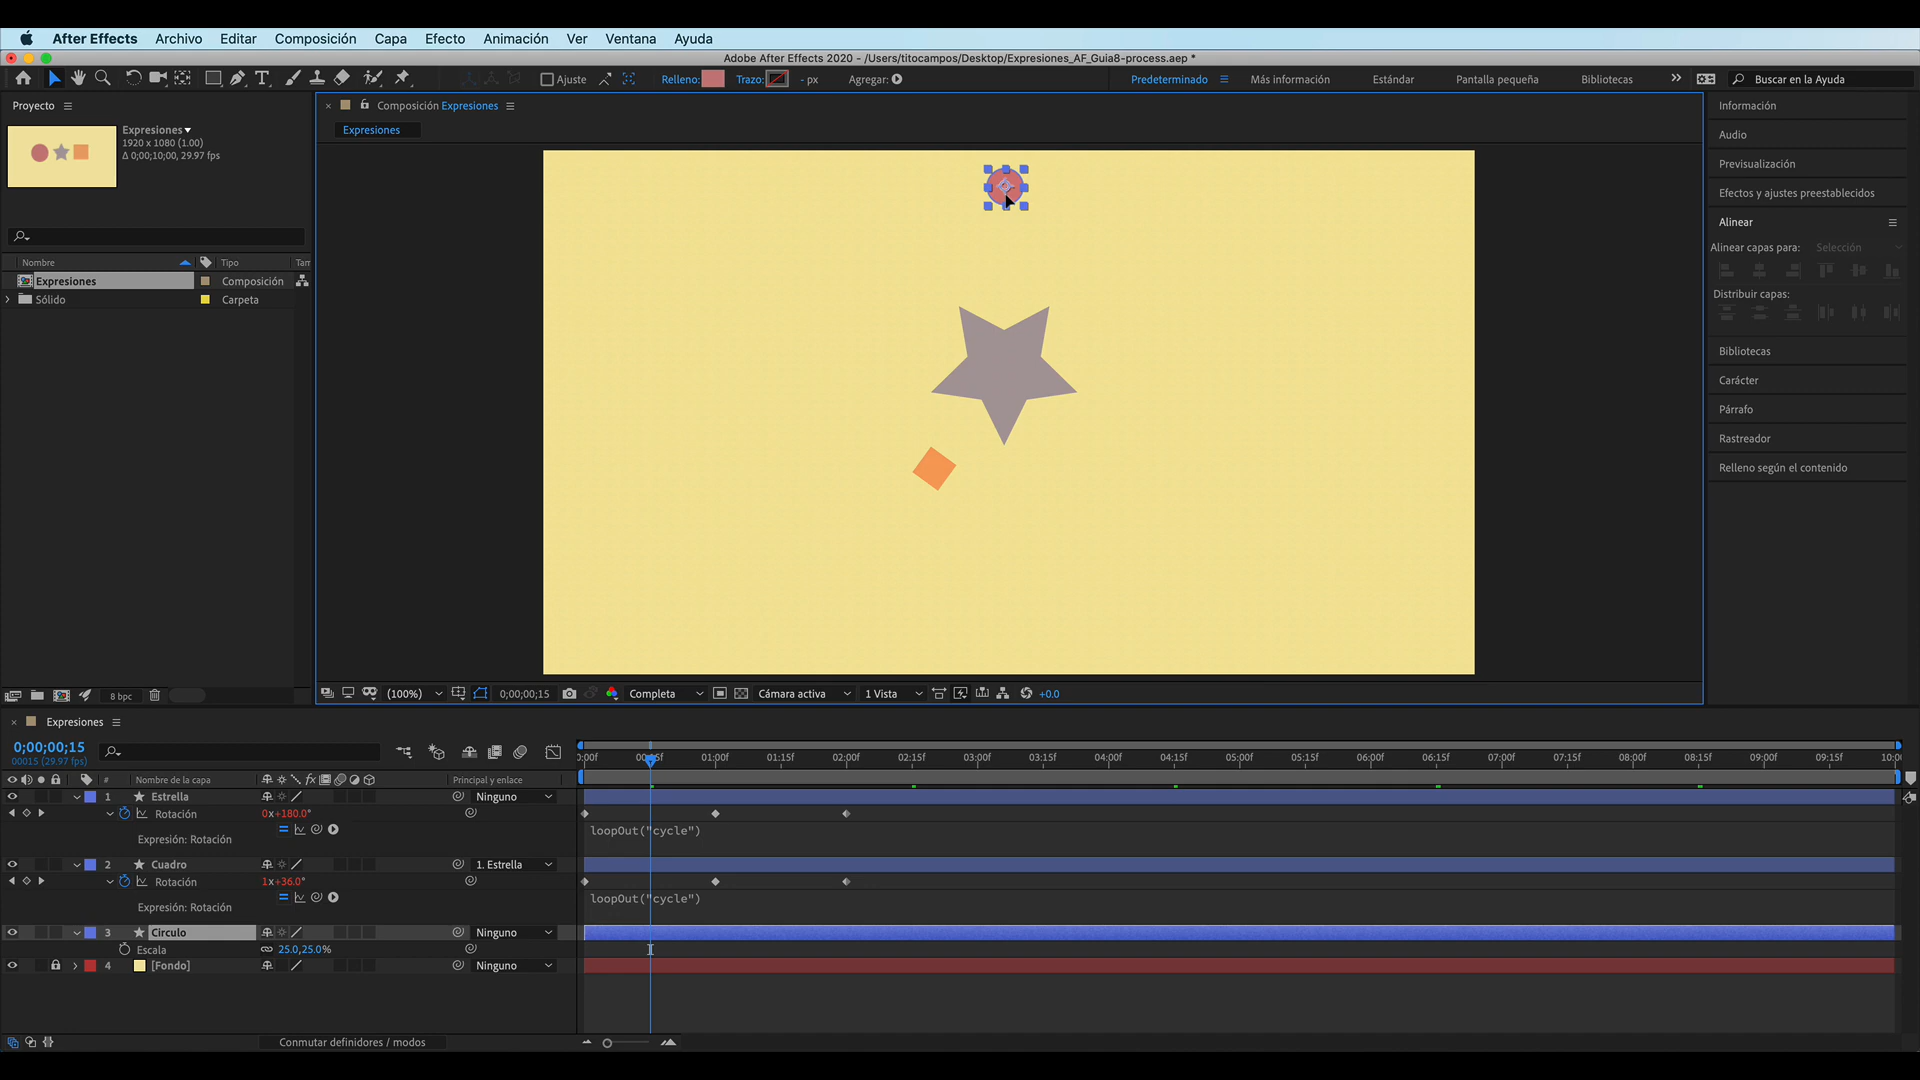 After Effects Archivo Editar Composición Capa Efecto Animación Ver Ventana Ayuda
Adobe After Effects 2020 - /Users/titocampos/Desktop/Expresiones_AF_Guia8-process.aep *
Ajuste Relleno: Trazo: - px Agregar: Predeterminado Más información Estándar Pantalla pequeña Bibliotecas Buscar en la Ayuda
Proyecto
Composición Expresiones
Expresiones
Expresiones
1920 x 1080 (1.00)
Δ 0;00;10;00, 29.97 fps
Nombre Tipo Tam
Expresiones Composición
Sólido Carpeta
8 bpc
(100%) 0;00;00;15 Completa Cámara activa 1 Vista +0.0
Información
Audio
Previsualización
Efectos y ajustes preestablecidos
Alinear
Alinear capas para: Selección
Distribuir capas:
Bibliotecas
Carácter
Párrafo
Rastreador
Relleno según el contenido
Expresiones
0;00;00;15
00015 (29.97 fps)
01:00f 01:15f 02:00f 02:15f 03:00f 03:15f 04:00f 04:15f 05:00f 05:15f 06:00f 06:15f 07:00f 07:15f 08:00f 08:15f 09:00f 09:15f
# Nombre de la capa fx Principal y enlace
1 Estrella Ninguno
Rotación 0x+180.0°
Expresión: Rotación
loopOut("cycle")
2 Cuadro 1. Estrella
Rotación 1x+36.0°
Expresión: Rotación
loopOut("cycle")
3 Circulo Ninguno
Escala 25.0,25.0%
4 [Fondo] Ninguno
Conmutar definidores / modos